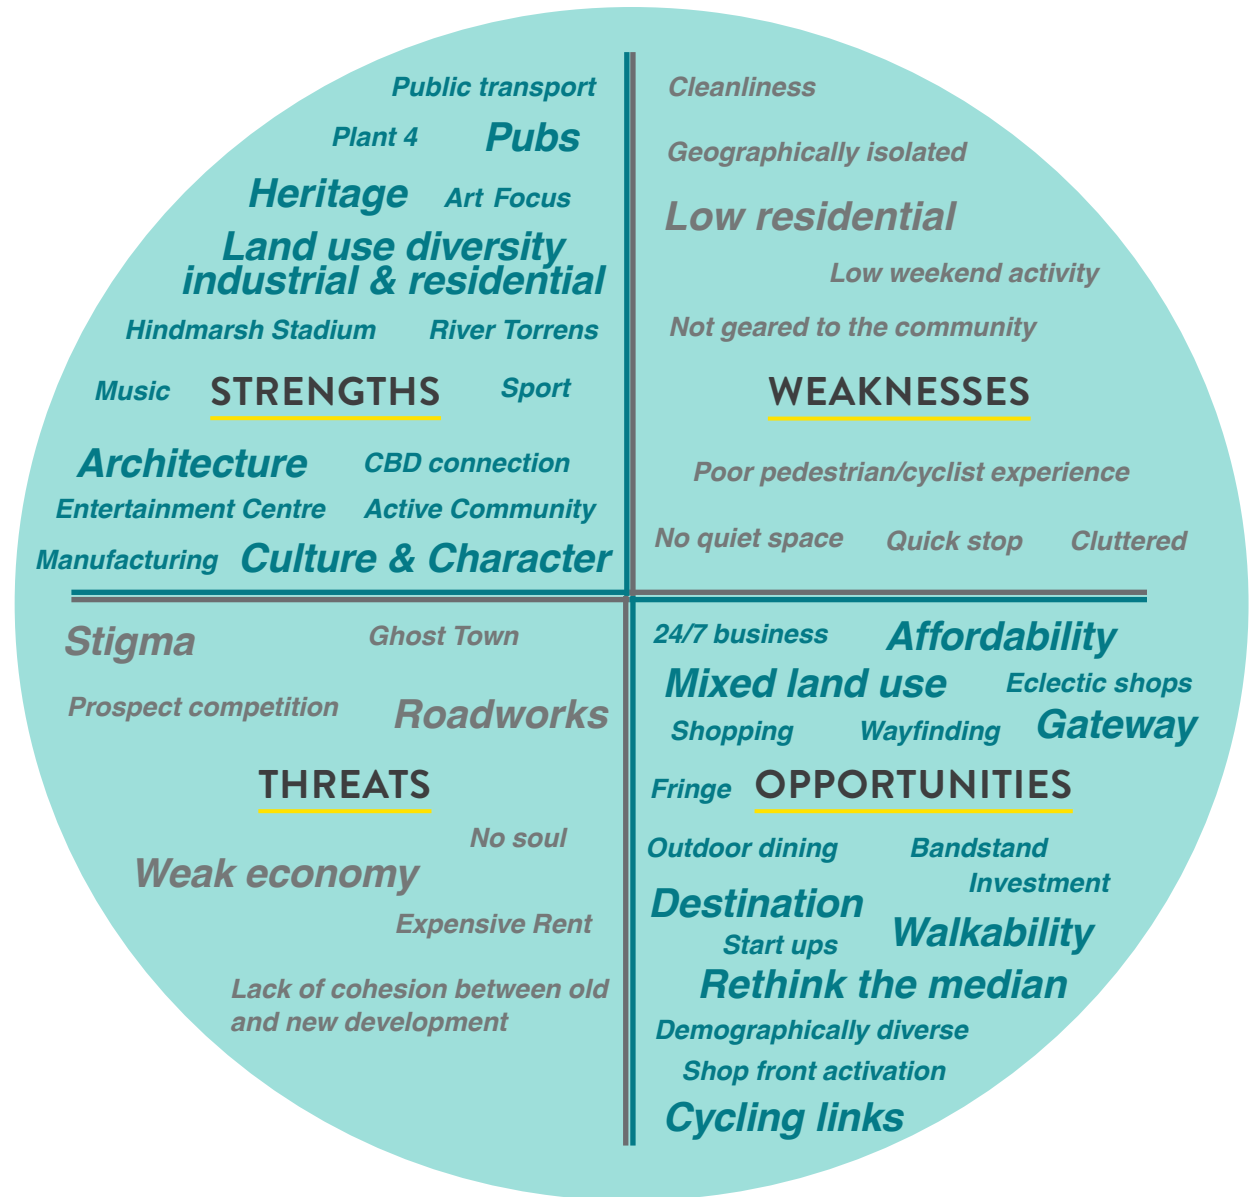 Public transport
Plant 4
Pubs
Heritage
Art Focus
Land use diversity
industrial & residential
Hindmarsh Stadium
River Torrens
Music
STRENGTHS
Sport
Architecture
CBD connection
Entertainment Centre
Active Community
Manufacturing
Culture & Character
Cleanliness
Geographically isolated
Low residential
Low weekend activity
Not geared to the community
WEAKNESSES
Poor pedestrian/cyclist experience
No quiet space
Quick stop
Cluttered
Stigma
Ghost Town
Prospect competition
Roadworks
THREATS
No soul
Weak economy
Expensive Rent
Lack of cohesion between old
and new development
24/7 business
Affordability
Mixed land use
Eclectic shops
Shopping
Wayfinding
Gateway
Fringe
OPPORTUNITIES
Outdoor dining
Bandstand
Investment
Destination
Walkability
Start ups
Rethink the median
Demographically diverse
Shop front activation
Cycling links